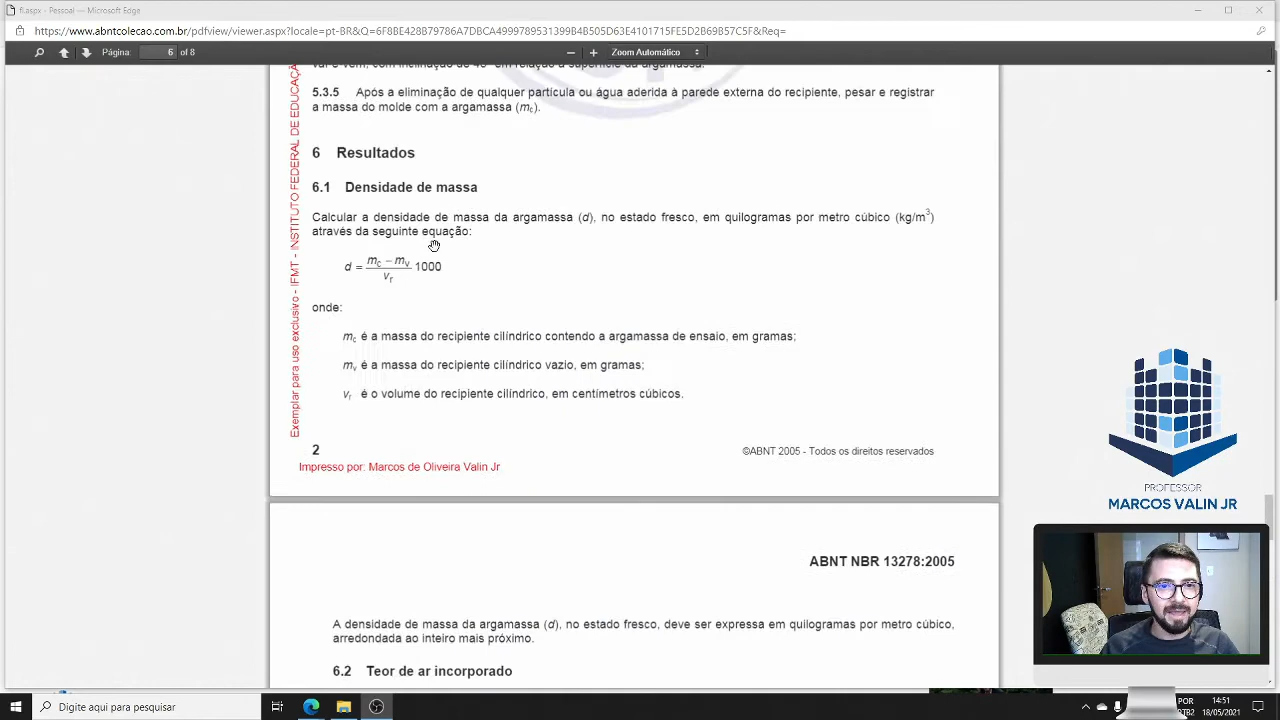 fl.aspx - Pessoal — Microsoft Edge
https://www.abntcolecao.com.br/pdfview/viewer.aspx?locale=pt-BR&Q=6F8BE428B79786A7DBCA4999789531399B4B505D63E4101715FE5D2B69B57C5F&Req=
Página: 6 of 8
Zoom Automático
5.3.5 Após a eliminação de qualquer partícula ou água aderida à parede externa do recipiente, pesar e registrar
a massa do molde com a argamassa (mc).
6 Resultados
6.1 Densidade de massa
Calcular a densidade de massa da argamassa (d), no estado fresco, em quilogramas por metro cúbico (kg/m³)
através da seguinte equação:
d = mc − mv / vr 1000
onde:
mc é a massa do recipiente cilíndrico contendo a argamassa de ensaio, em gramas;
mv é a massa do recipiente cilíndrico vazio, em gramas;
vr é o volume do recipiente cilíndrico, em centímetros cúbicos.
2
©ABNT 2005 - Todos os direitos reservados
Impresso por: Marcos de Oliveira Valin Jr
Exemplar para uso exclusivo - IFMT - INSTITUTO FEDERAL DE EDUCAÇÃ
ABNT NBR 13278:2005
A densidade de massa da argamassa (d), no estado fresco, deve ser expressa em quilogramas por metro cúbico,
arredondada ao inteiro mais próximo.
6.2 Teor de ar incorporado
PROFESSOR
MARCOS VALIN JR
Digite aqui para pesquisar
POR
PTB2
14:51
18/05/2021